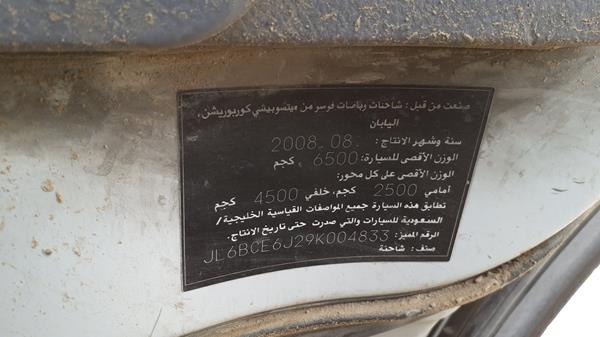 صنعت من قبل: شاحنات وباصات فوسو من ميتسوبيشي كوربوريشن،
اليابان
سنة وشهر الانتاج: 2008.08.
الوزن الأقصى للسيارة: 6500 كجم
الوزن الأقصى على كل محور:
أمامي 2500 كجم، خلفي 4500 كجم
تطابق هذه السيارة جميع المواصفات القياسية الخليجية/
السعودية للسيارات والتي صدرت حتى تاريخ الانتاج.
الرقم المميز: JL6BCE6J29K004833
صنف: شاحنة